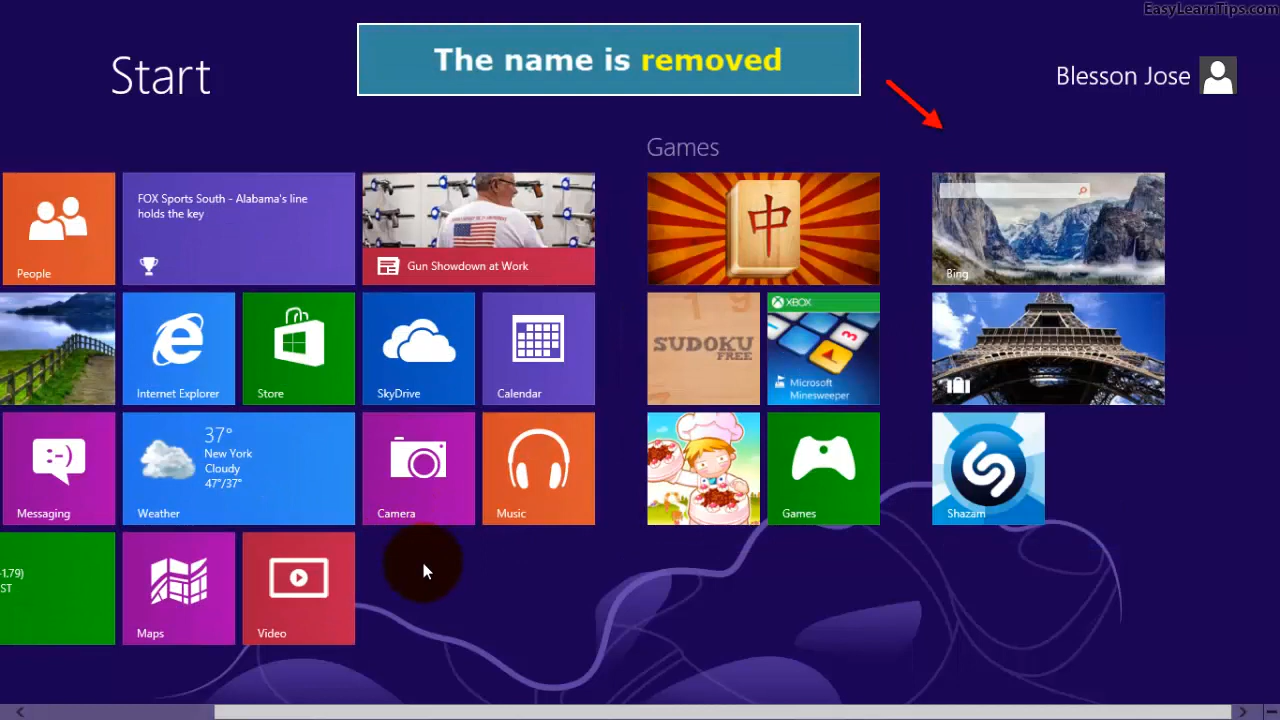 EasyLearnTips.com
The name is removed
Start
Blesson Jose
Games
People
FOX Sports South - Alabama's line
holds the key
Gun Showdown at Work
中
Bing
Internet Explorer
Store
SkyDrive
Calendar
SUDOKU
FREE
XBOX
Microsoft
Minesweeper
Messaging
37°
New York
Cloudy
47°/37°
Weather
Camera
Music
Games
Shazam
-1.79)
ST
Maps
Video